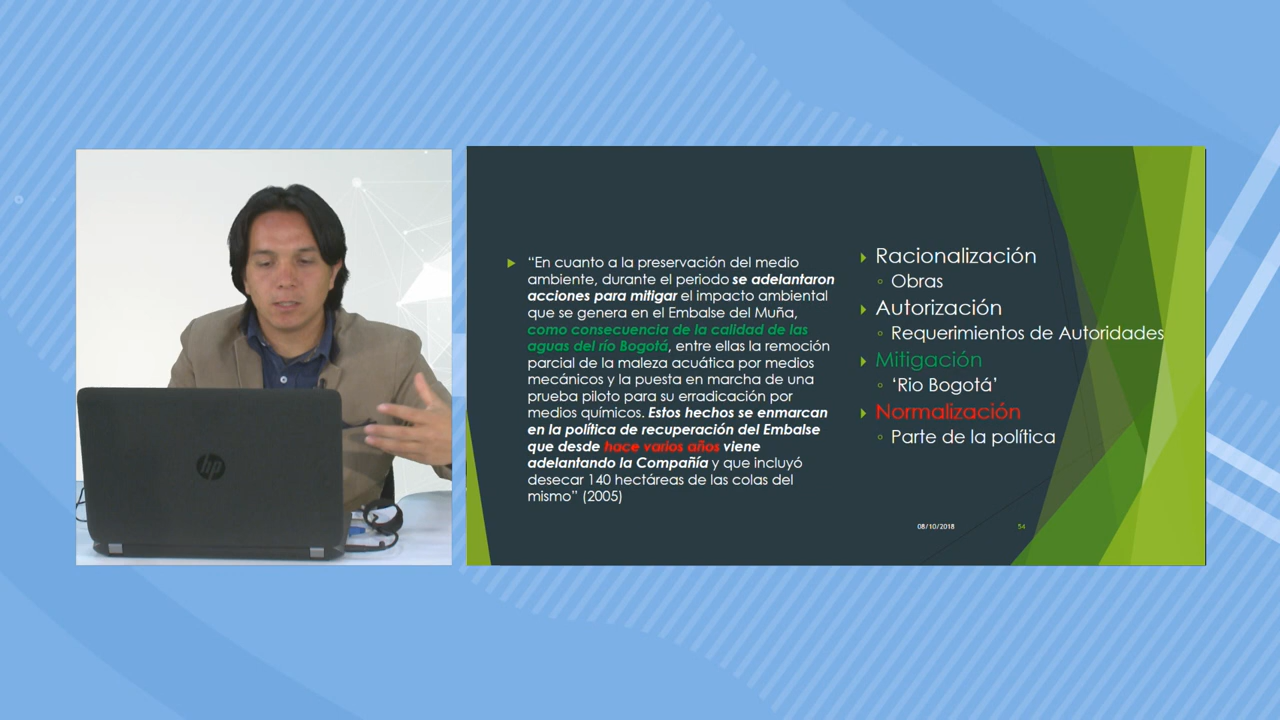 hp
"En cuanto a la preservación del medio
ambiente, durante el periodo se adelantaron
acciones para mitigar el impacto ambiental
que se genera en el Embalse del Muña,
como consecuencia de la calidad de las
aguas del río Bogotá, entre ellas la remoción
parcial de la maleza acuática por medios
mecánicos y la puesta en marcha de una
prueba piloto para su erradicación por
medios químicos. Estos hechos se enmarcan
en la política de recuperación del Embalse
que desde hace varios años viene
adelantando la Compañía y que incluyó
desecar 140 hectáreas de las colas del
mismo" (2005)
Racionalización
Obras
Autorización
Requerimientos de Autoridades
Mitigación
'Rio Bogotá'
Normalización
Parte de la política
08/10/2018
54